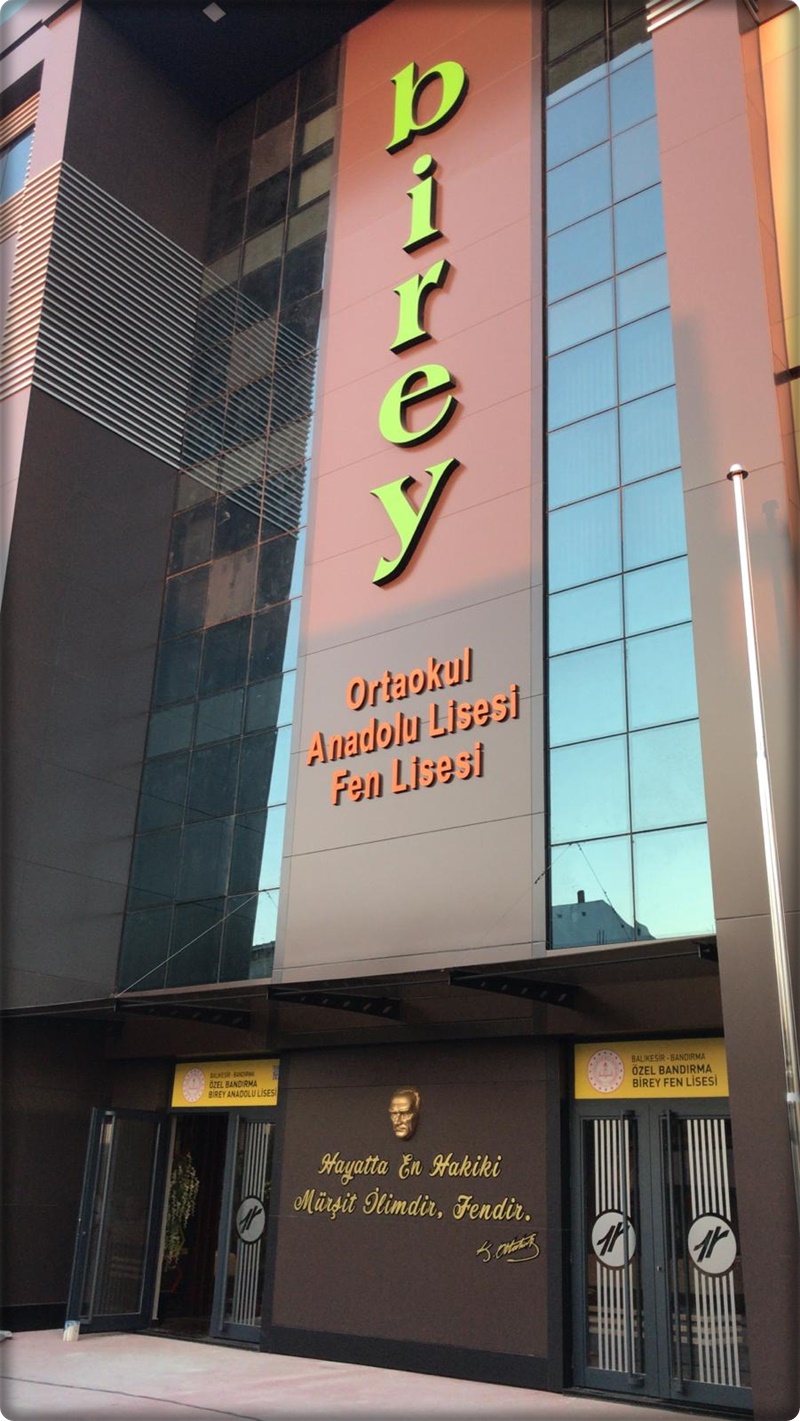 birey
Ortaokul
Anadolu Lisesi
Fen Lisesi
BALIKESİR - BANDIRMA
ÖZEL BANDIRMA
BİREY ANADOLU LİSESİ
BALIKESİR - BANDIRMA
ÖZEL BANDIRMA
BİREY FEN LİSESİ
Hayatta En Hakiki
Mürşit İlimdir, Fendir.
K. Atatürk